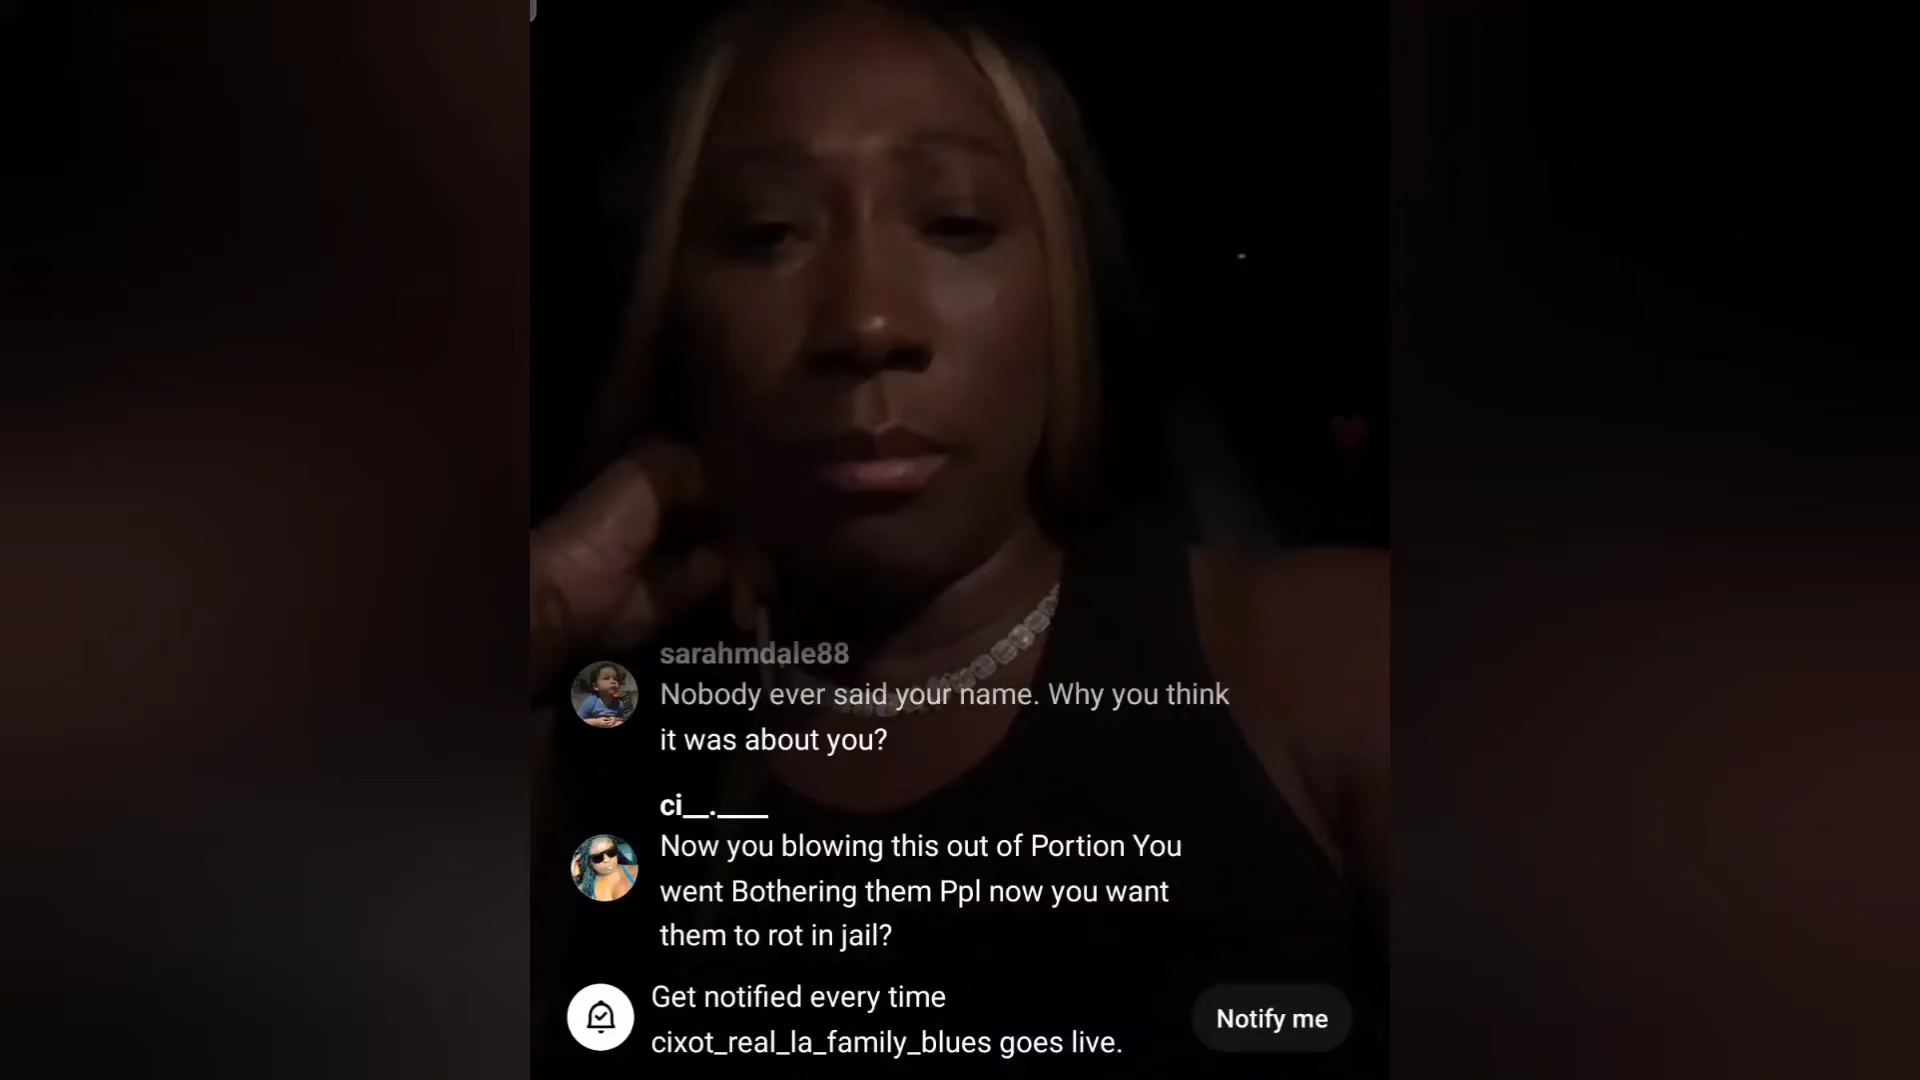 sarahmdale88
Nobody ever said your name. Why you think
it was about you?
ci__.____
Now you blowing this out of Portion You
went Bothering them Ppl now you want
them to rot in jail?
Get notified every time
cixot_real_la_family_blues goes live.
Notify me